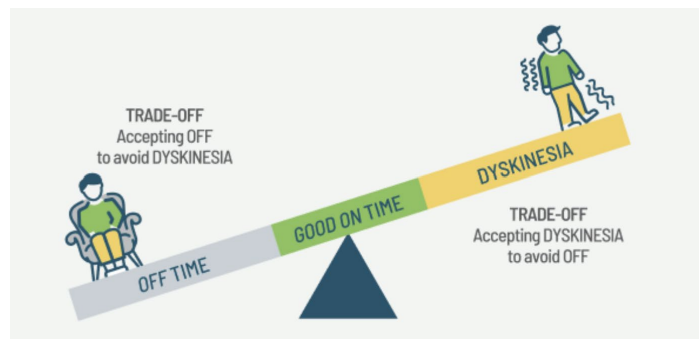 TRADE-OFF
Accepting OFF
to avoid DYSKINESIA
OFF TIME
GOOD ON TIME
DYSKINESIA
TRADE-OFF
Accepting DYSKINESIA
to avoid OFF